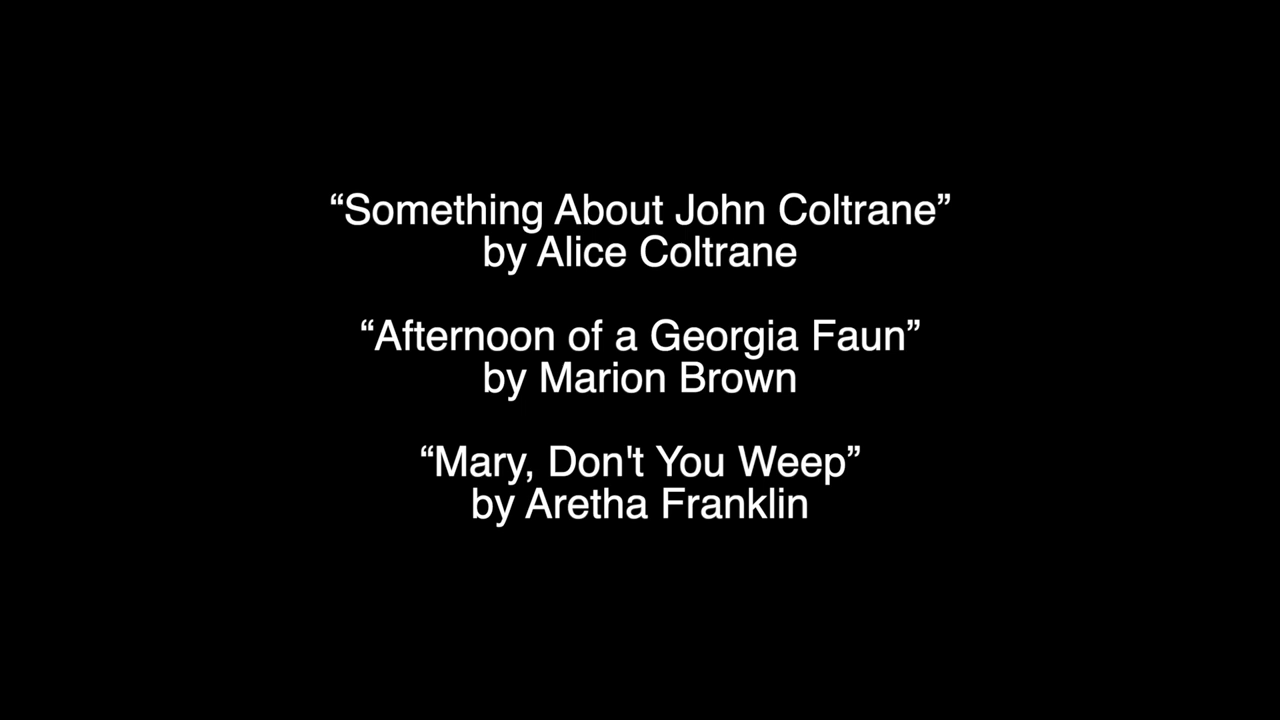 “Something About John Coltrane”
by Alice Coltrane
“Afternoon of a Georgia Faun”
by Marion Brown
“Mary, Don't You Weep”
by Aretha Franklin